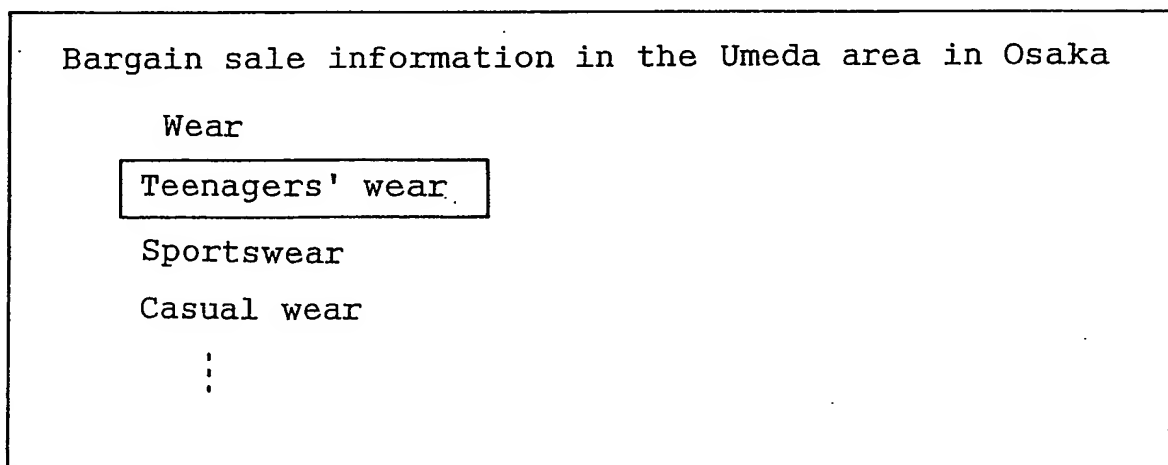 Bargain sale information in the Umeda area in Osaka
Wear
Teenagers' wear
Sportswear
Casual wear